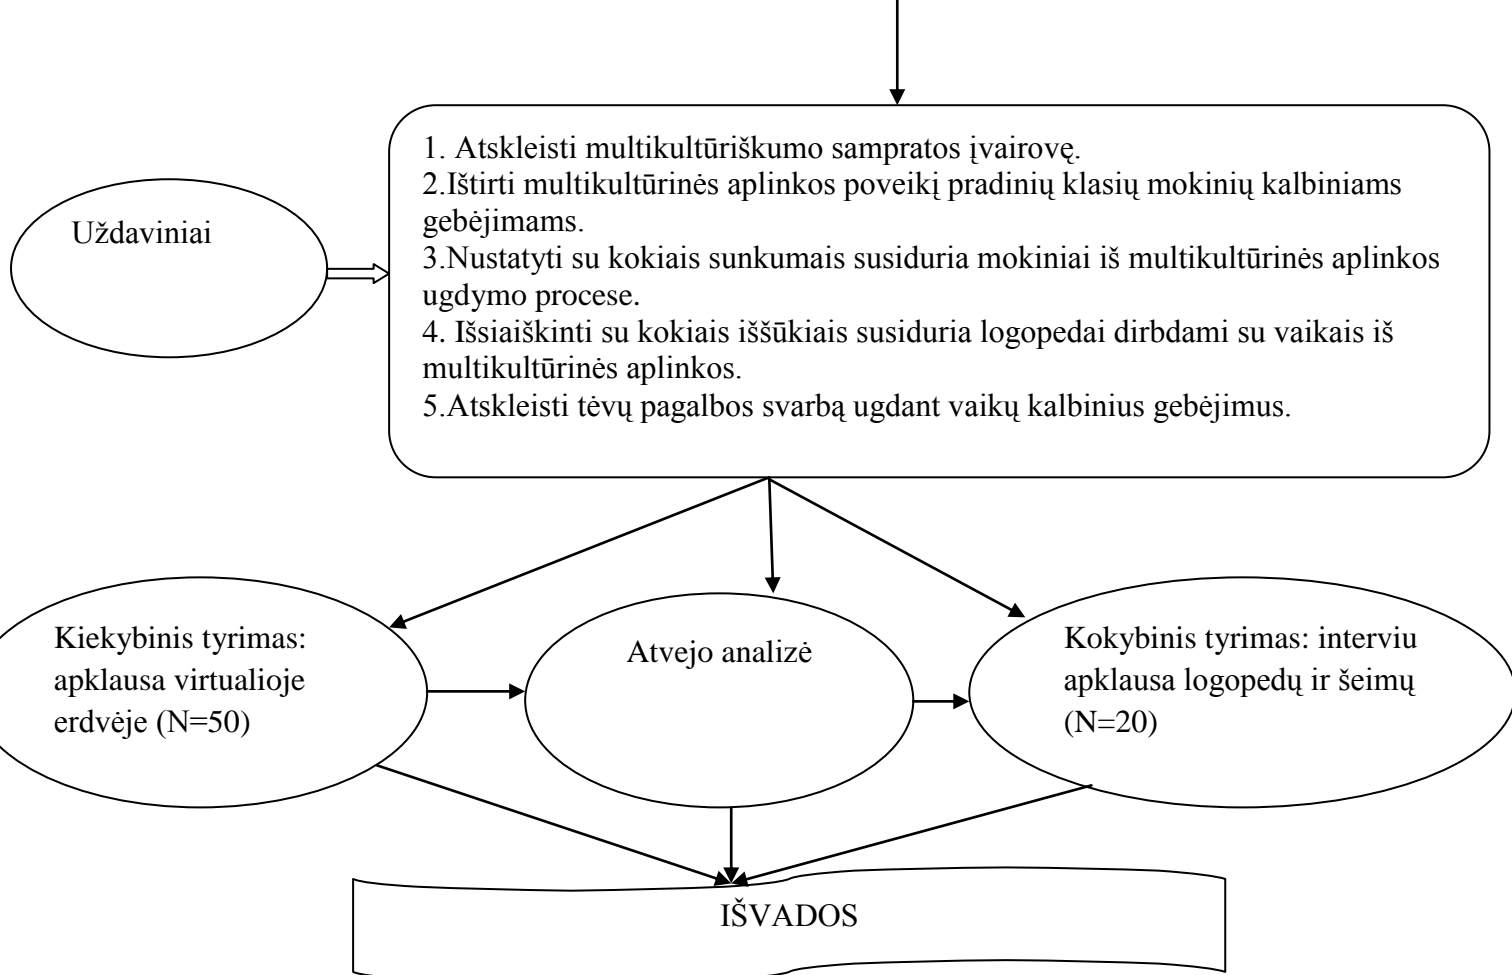 Uždaviniai
1. Atskleisti multikultūriškumo sampratos įvairovę.
2.Ištirti multikultūrinės aplinkos poveikį pradinių klasių mokinių kalbiniams
gebėjimams.
3.Nustatyti su kokiais sunkumais susiduria mokiniai iš multikultūrinės aplinkos
ugdymo procese.
4. Išsiaiškinti su kokiais iššūkiais susiduria logopedai dirbdami su vaikais iš
multikultūrinės aplinkos.
5.Atskleisti tėvų pagalbos svarbą ugdant vaikų kalbinius gebėjimus.
Kiekybinis tyrimas:
apklausa virtualioje
erdvėje (N=50)
Atvejo analizė
Kokybinis tyrimas: interviu
apklausa logopedų ir šeimų
(N=20)
IŠVADOS